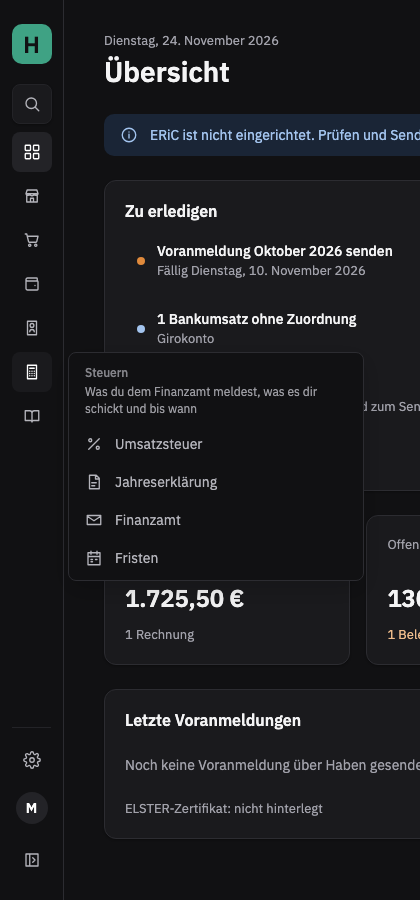 H
Dienstag, 24. November 2026
Übersicht
ERiC ist nicht eingerichtet. Prüfen und Send
Zu erledigen
Voranmeldung Oktober 2026 senden
Fällig Dienstag, 10. November 2026
1 Bankumsatz ohne Zuordnung
Girokonto
Steuern
Was du dem Finanzamt meldest, was es dir
schickt und bis wann
d zum Sen
Umsatzsteuer
Jahreserklärung
Finanzamt
Fristen
Offen
1.725,50 €
130
1 Rechnung
1 Bele
Letzte Voranmeldungen
Noch keine Voranmeldung über Haben gesende
ELSTER-Zertifikat: nicht hinterlegt
M